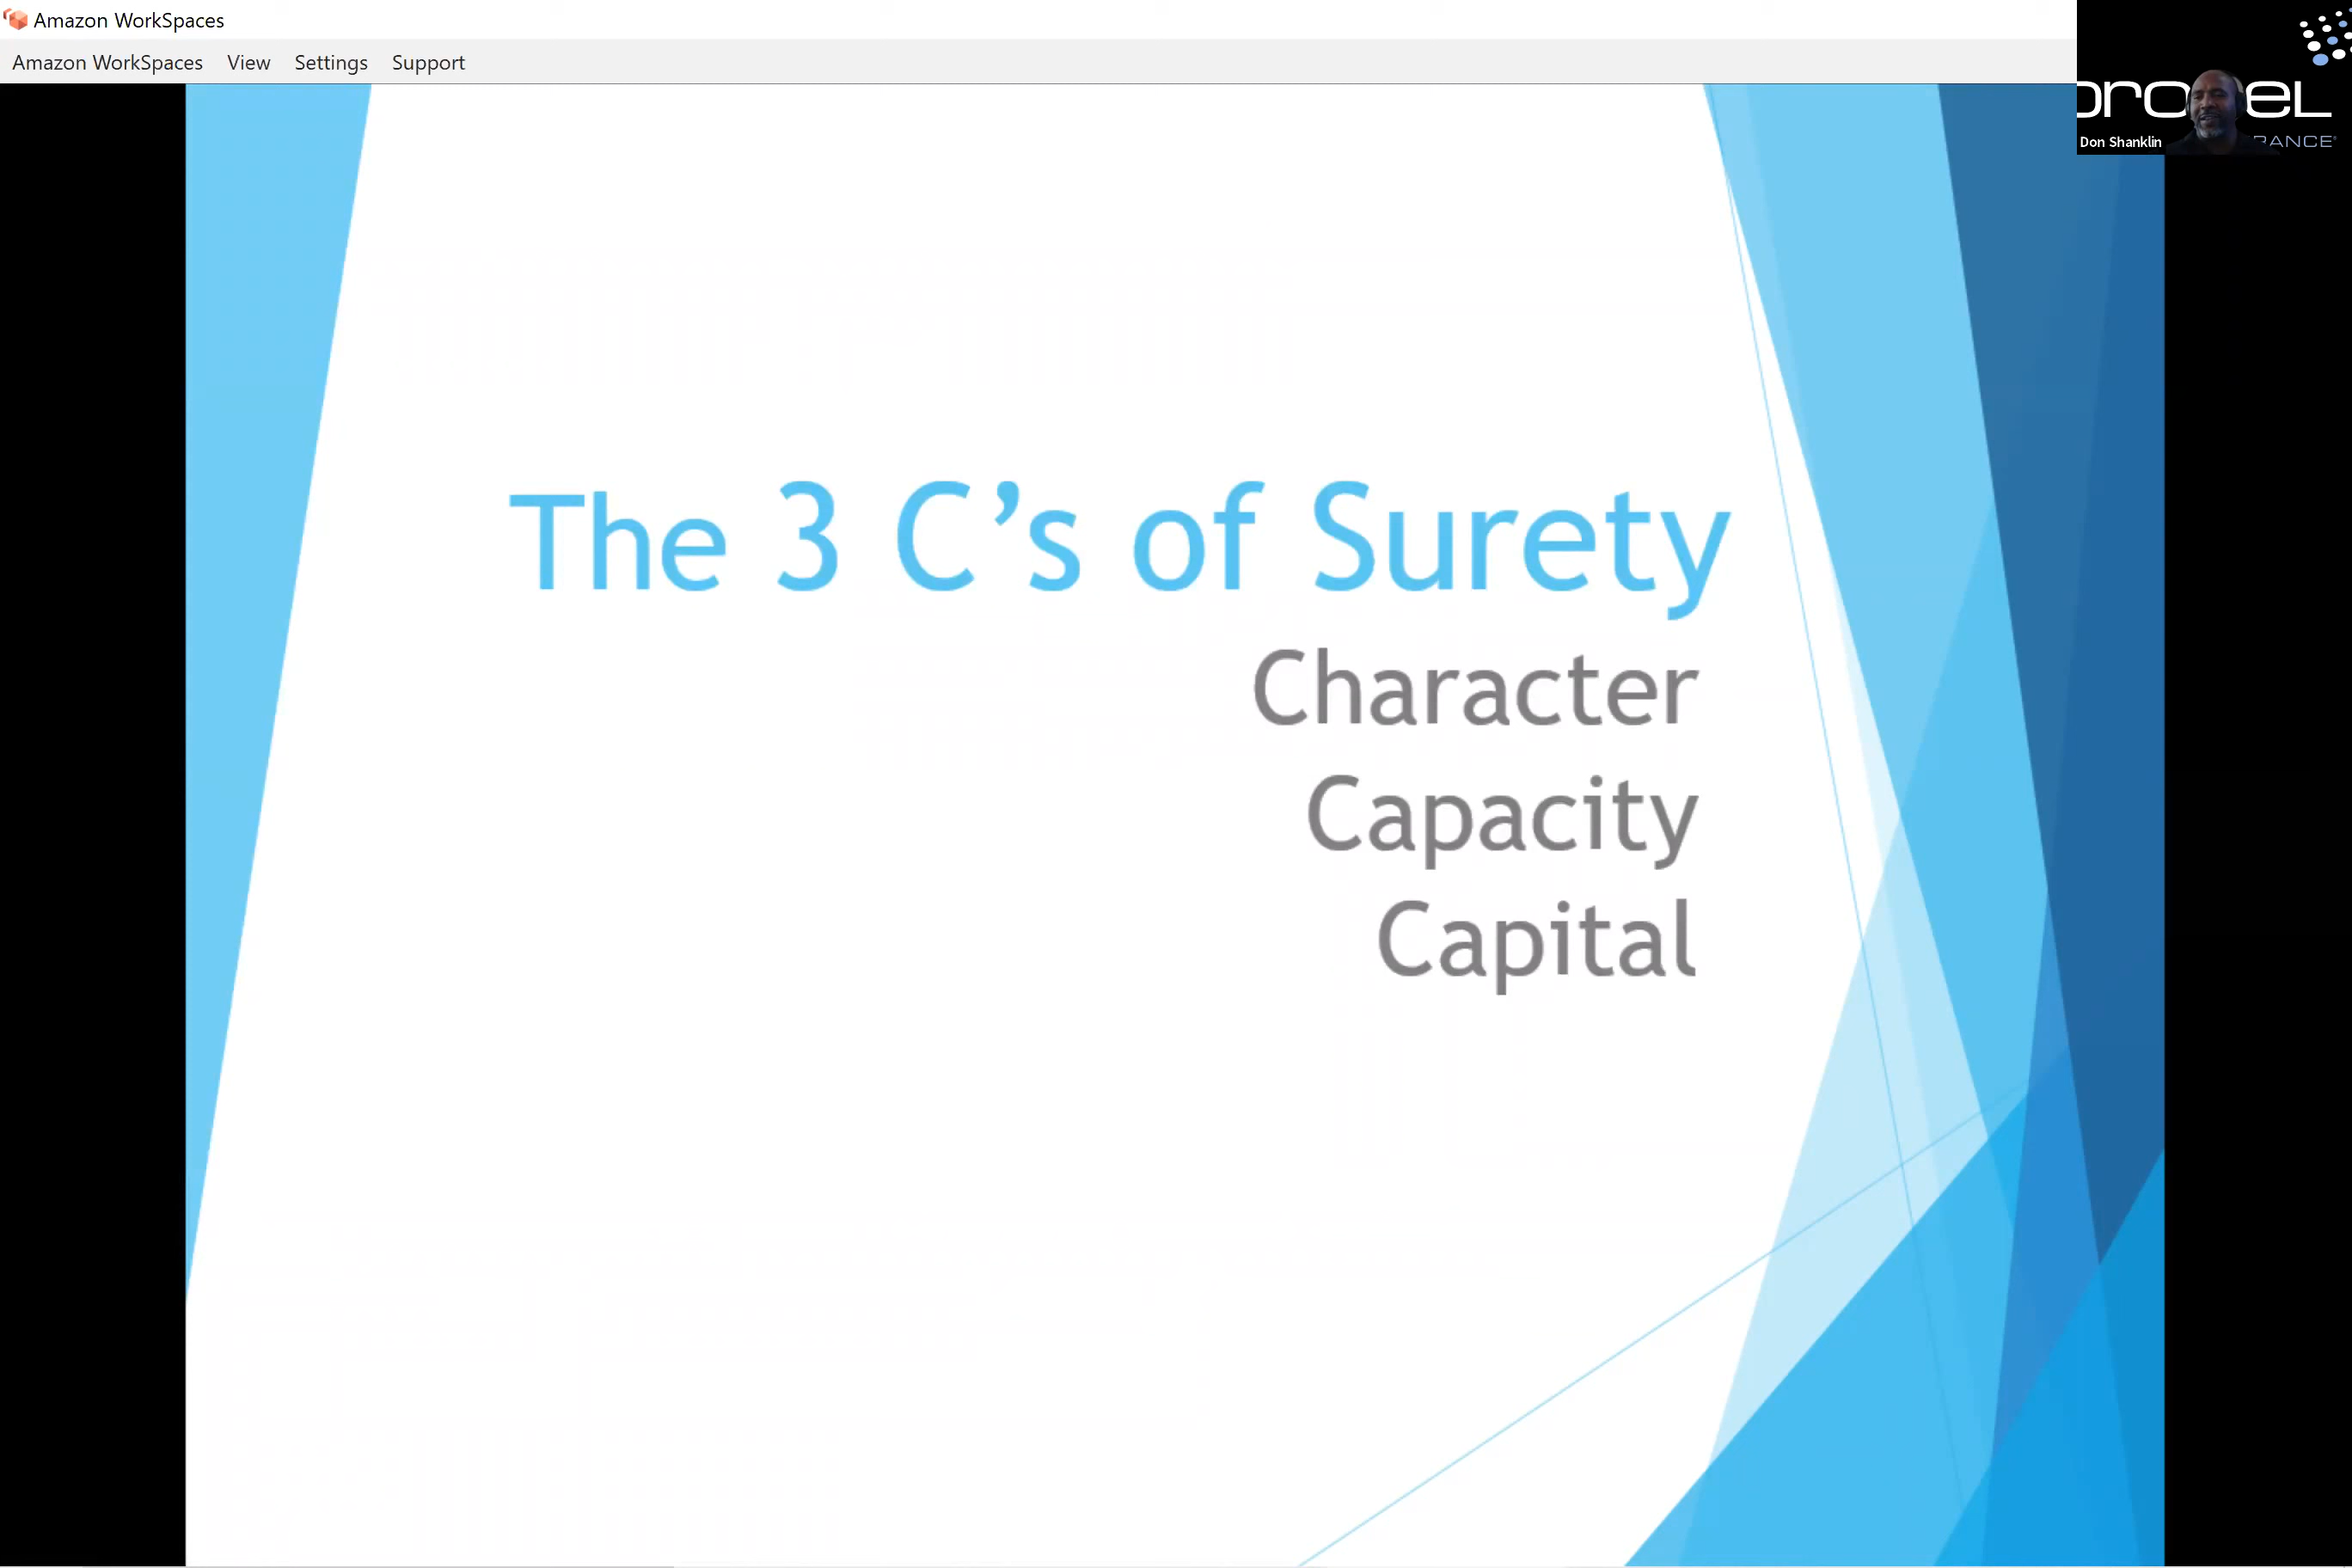 Amazon WorkSpaces
Amazon WorkSpaces View Settings Support
Don Shanklin
The 3 C’s of Surety
Character
Capacity
Capital